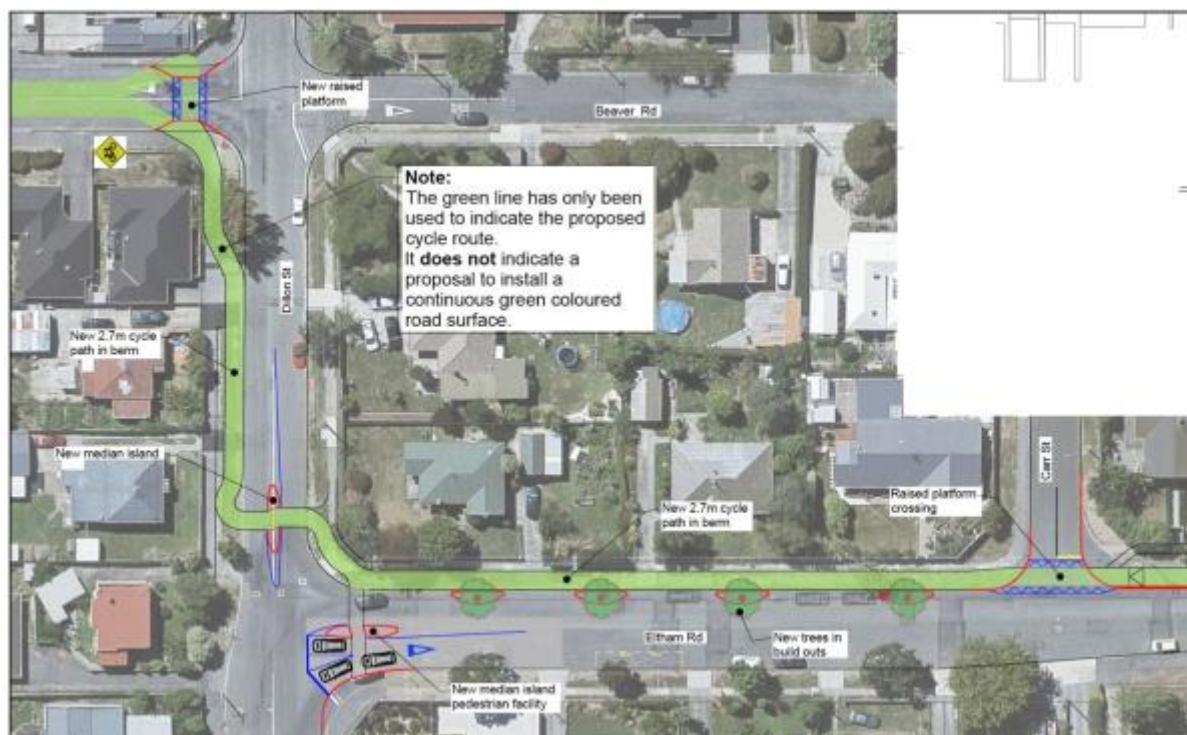 New raised
platform
Beaver Rd
Note:
The green line has only been
used to indicate the proposed
cycle route.
It does not indicate a
proposal to install a
continuous green coloured
road surface.
Dillon St
New 2.7m cycle
path in berm
New median island
Carr St
Raised platform
crossing
New 2.7m cycle
path in berm
Eltham Rd
New trees in
build outs
New median island
pedestrian facility